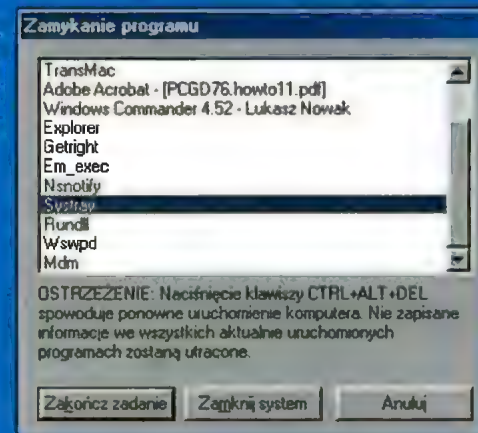 Zamykanie programu
TransMac
Adobe Acrobat - [PCGD76.howto11.pdf]
Windows Commander 4.52 - Lukasz Nowak
Explorer
Getright
Em_exec
Nsnotify
Systray
Rundll
Wswpd
Mdm
OSTRZEŻENIE: Naciśnięcie klawiszy CTRL+ALT+DEL
spowoduje ponowne uruchomienie komputera. Nie zapisane
informacje we wszystkich aktualnie uruchomionych
programach zostaną utracone.
Zakończ zadanie
Zamknij system
Anuluj